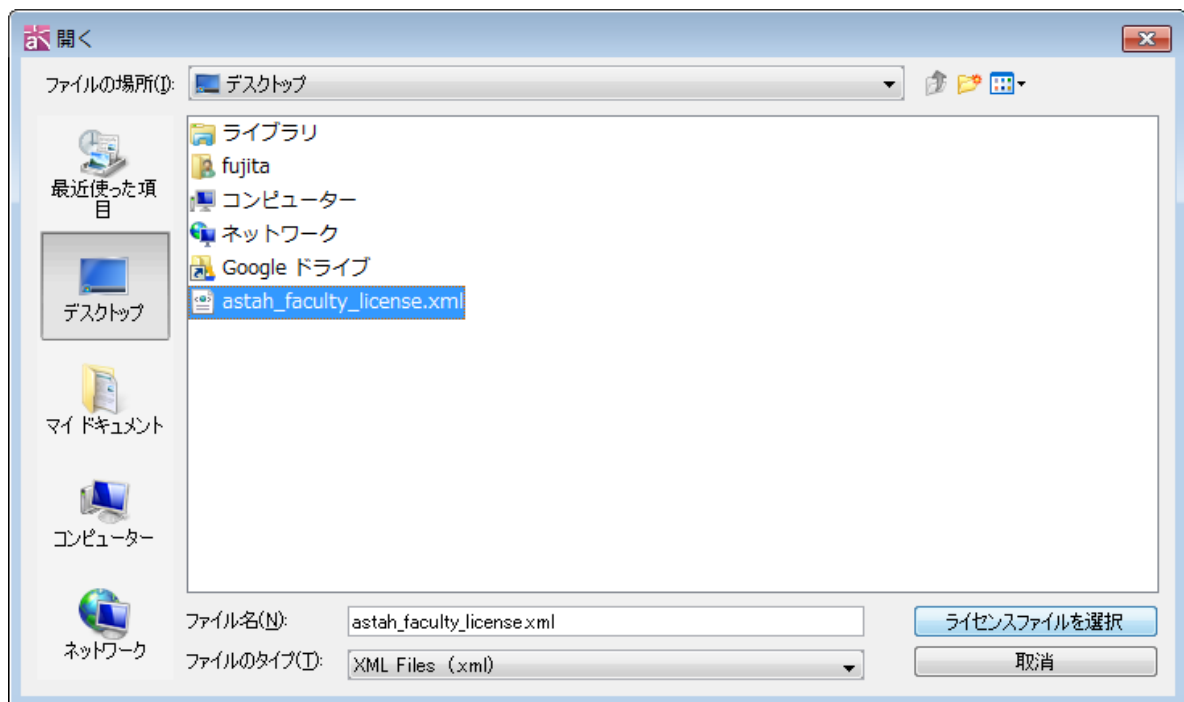 開く
ファイルの場所(I):
デスクトップ
最近使った項
目
デスクトップ
マイ ドキュメント
コンピューター
ネットワーク
ライブラリ
fujita
コンピューター
ネットワーク
Google ドライブ
astah_faculty_license.xml
ファイル名(N):
astah_faculty_license.xml
ライセンスファイルを選択
ファイルのタイプ(T):
XML Files (xml)
取消